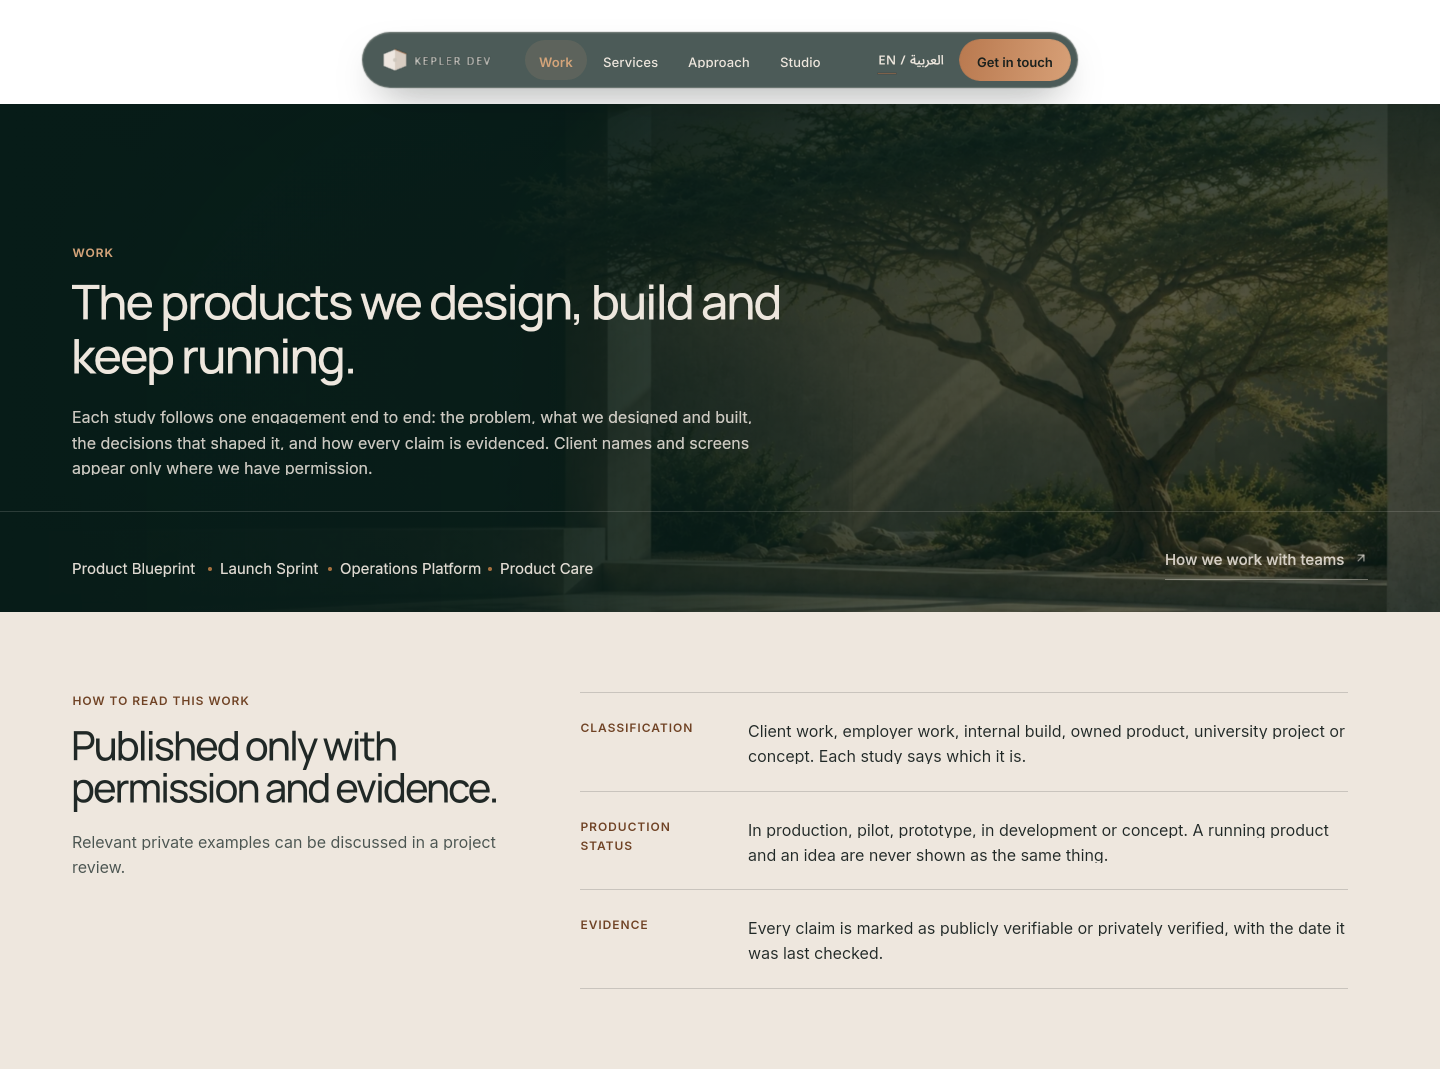 KEPLER DEV
Work
Services
Approach
Studio
EN / العربية
Get in touch
WORK
The products we design, build and
keep running.
Each study follows one engagement end to end: the problem, what we designed and built,
the decisions that shaped it, and how every claim is evidenced. Client names and screens
appear only where we have permission.
Product Blueprint • Launch Sprint • Operations Platform • Product Care
How we work with teams ↗
HOW TO READ THIS WORK
Published only with
permission and evidence.
Relevant private examples can be discussed in a project
review.
CLASSIFICATION
Client work, employer work, internal build, owned product, university project or
concept. Each study says which it is.
PRODUCTION
STATUS
In production, pilot, prototype, in development or concept. A running product
and an idea are never shown as the same thing.
EVIDENCE
Every claim is marked as publicly verifiable or privately verified, with the date it
was last checked.